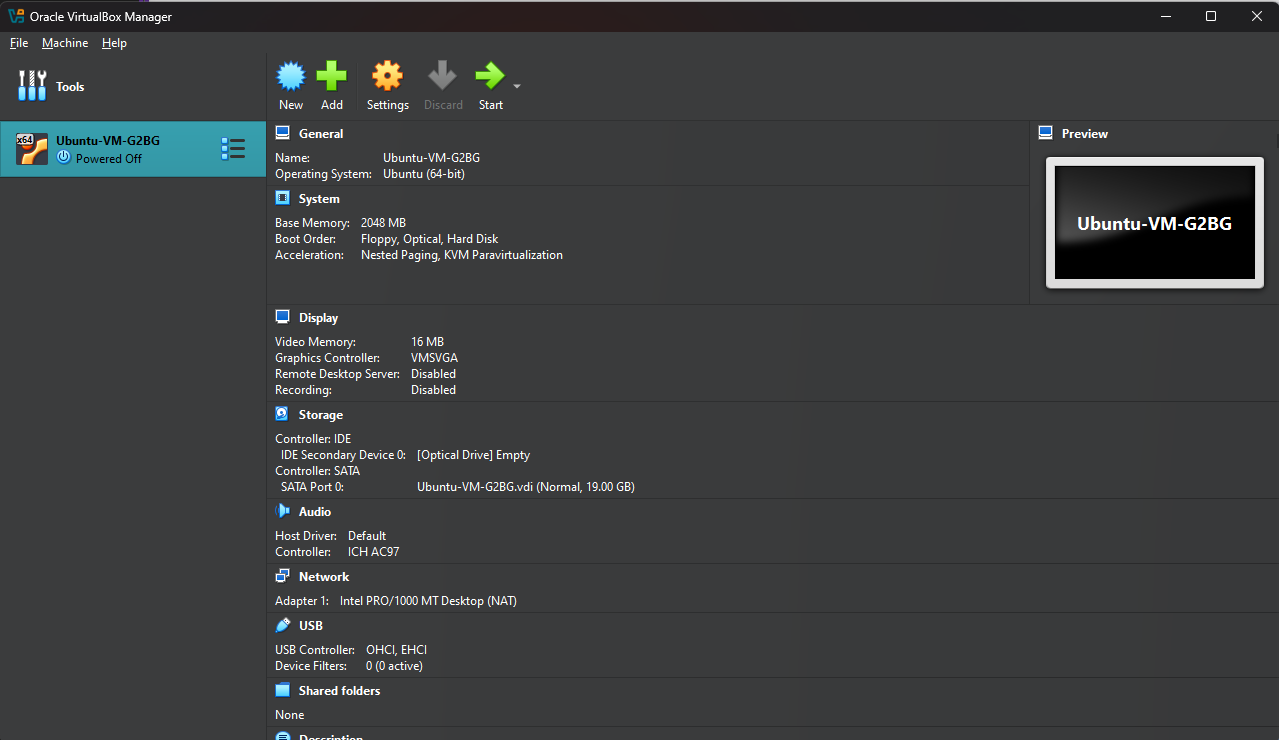 Oracle VirtualBox Manager
File Machine Help
Tools
New Add Settings Discard Start
x64
Ubuntu-VM-G2BG
Powered Off
General
Name: Ubuntu-VM-G2BG
Operating System: Ubuntu (64-bit)
Preview
Ubuntu-VM-G2BG
System
Base Memory: 2048 MB
Boot Order: Floppy, Optical, Hard Disk
Acceleration: Nested Paging, KVM Paravirtualization
Display
Video Memory: 16 MB
Graphics Controller: VMSVGA
Remote Desktop Server: Disabled
Recording: Disabled
Storage
Controller: IDE
IDE Secondary Device 0: [Optical Drive] Empty
Controller: SATA
SATA Port 0: Ubuntu-VM-G2BG.vdi (Normal, 19.00 GB)
Audio
Host Driver: Default
Controller: ICH AC97
Network
Adapter 1: Intel PRO/1000 MT Desktop (NAT)
USB
USB Controller: OHCI, EHCI
Device Filters: 0 (0 active)
Shared folders
None
Description